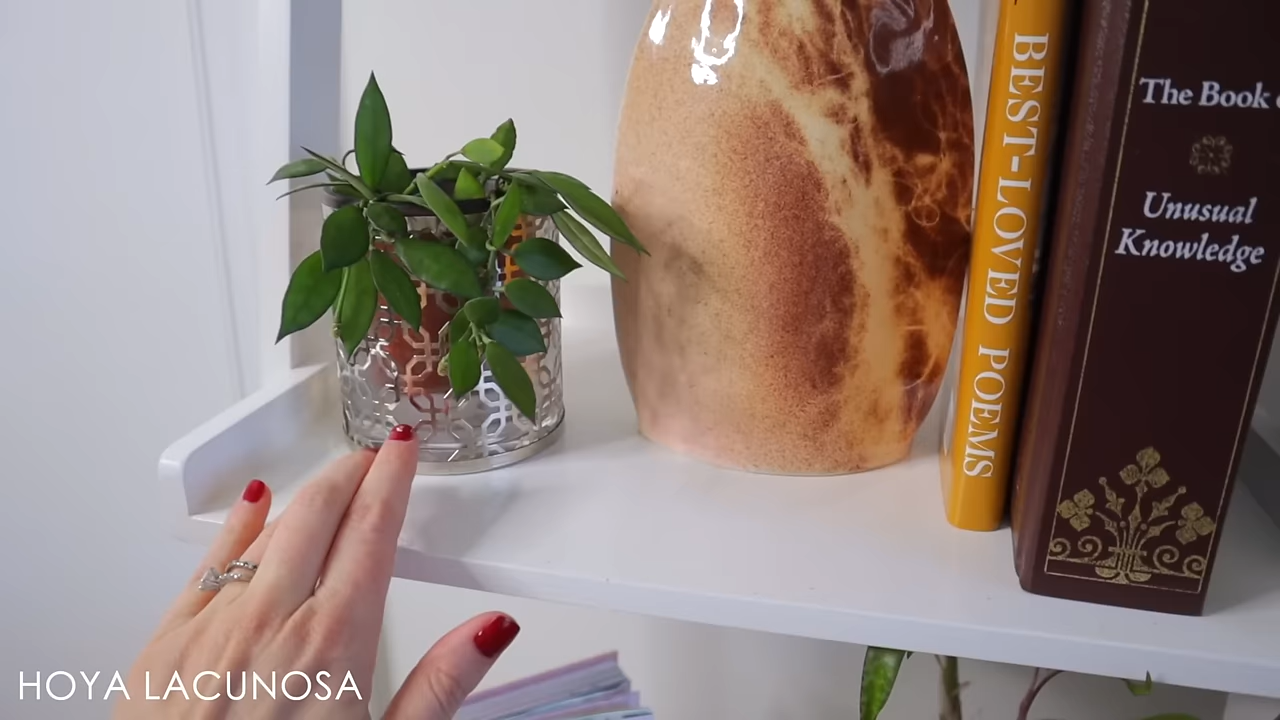 BEST-LOVED POEMS
The Book
Unusual
Knowledge
HOYA LACUNOSA